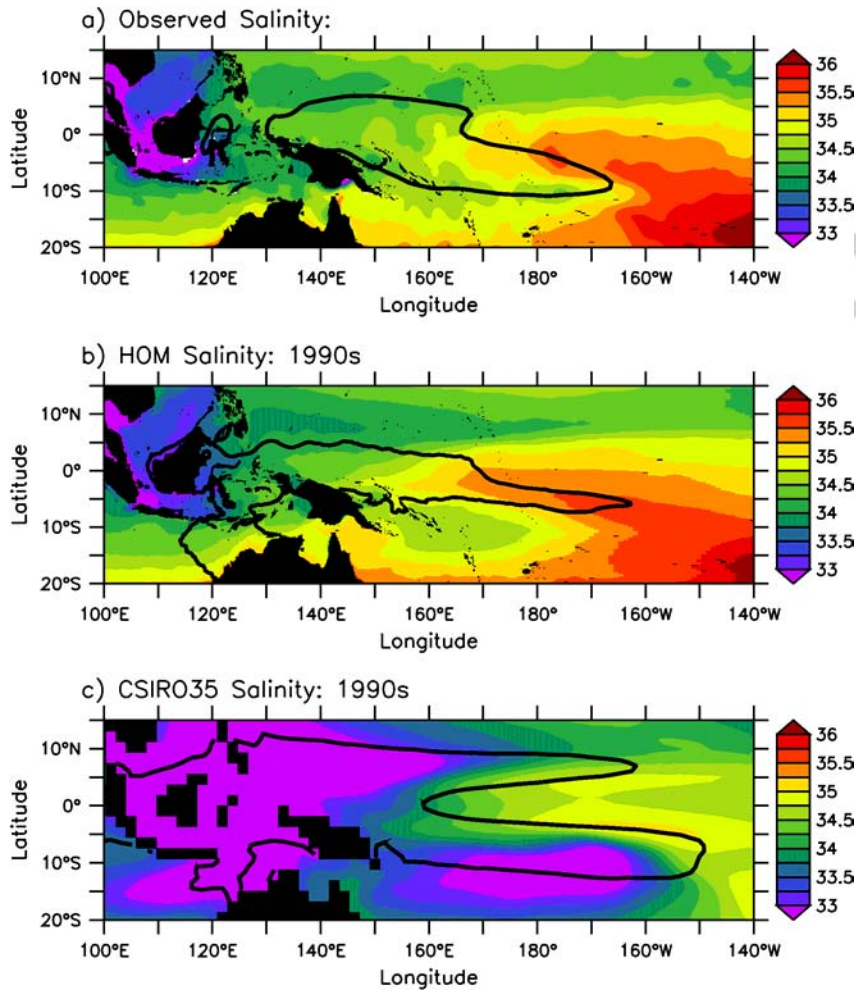 a) Observed Salinity:
10°N
0°
10°S
20°S
Latitude
100°E 120°E 140°E 160°E 180° 160°W 140°W
Longitude
36
35.5
35
34.5
34
33.5
33
b) HOM Salinity: 1990s
10°N
0°
10°S
20°S
Latitude
100°E 120°E 140°E 160°E 180° 160°W 140°W
Longitude
36
35.5
35
34.5
34
33.5
33
c) CSIRO35 Salinity: 1990s
10°N
0°
10°S
20°S
Latitude
100°E 120°E 140°E 160°E 180° 160°W 140°W
Longitude
36
35.5
35
34.5
34
33.5
33